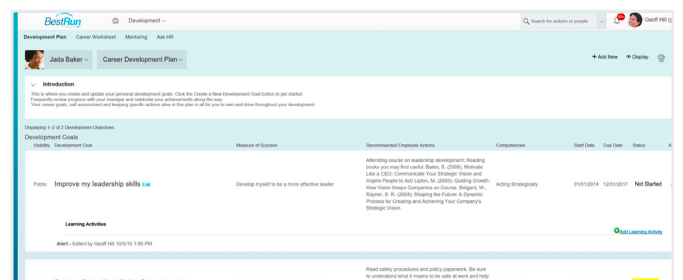 BestRun
Development
Search for actions or people
Geoff Hill
Development Plan Career Worksheet Mentoring Ask HR
Jada Baker
Career Development Plan
+ Add New
Display
Introduction
This is where you create and update your personal development goals. Click the Create a New Development Goal button to get started.
Frequently review progress with your manager and celebrate your achievements along the way.
Your career goals, self assessment and keeping specific actions alive in this plan is all for you to own and drive throughout your development.
Displaying 1-2 of 2 Development Objectives
Development Goals
Visibility Development Goal Measure of Success Recommended Employee Actions Competences Start Date Due Date Status A
Attending course on leadership development; Reading
books you may find useful: Bates, S. (2008). Motivate
Like a CEO: Communicate Your Strategic Vision and
Inspire People to Act! Lipton, M. (2003); Guiding Growth:
How Vision Keeps Companies on Course. Belgard, W.,
Rayner, S. R. (2004); Shaping the Future: A Dynamic
Process for Creating and Achieving Your Company's
Strategic Vision.
Public Improve my leadership skills Edit Develop myself to be a more effective leader Acting Strategically 01/01/2014 12/31/2017 Not Started
Learning Activities
Add Learning Activity
Alert - Edited by Geoff Hill 10/5/15 1:56 PM
Read safety procedures and policy paperwork. Be sure
to understand what it means to be safe at work and help